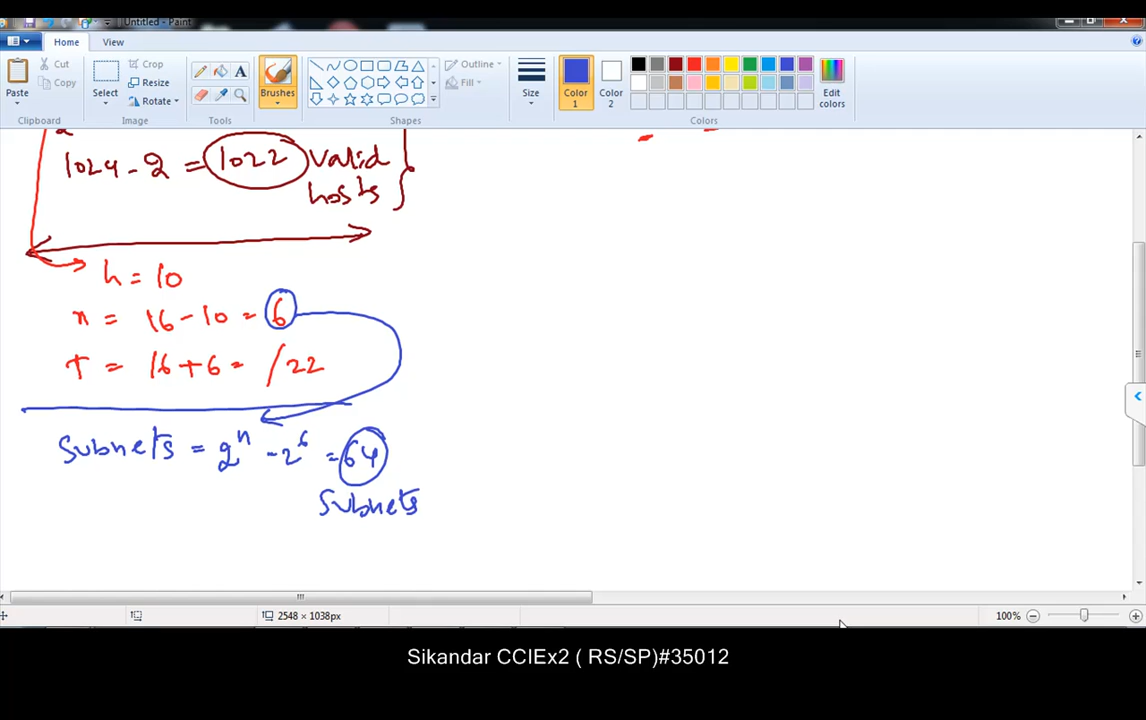 Untitled - Paint
Home View
Cut
Copy
Paste
Clipboard
Select
Crop
Resize
Rotate
Image
A
Tools
Brushes
Outline
Fill
Shapes
Size
Color 1
Color 2
Edit colors
Colors
1024 - 2 = 1022 valid
hosts
h = 10
n = 16 - 10 = 6
T = 16 + 6 = /22
Subnets = 2^n - 2^6 = 64
Subnets
2548 × 1038px
100%
Sikandar CCIEx2 ( RS/SP)#35012